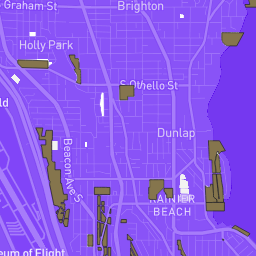 Graham St
Brighton
Holly Park
S Othello St
Dunlap
Beacon Ave S
RAINIER
BEACH
eum of Flight